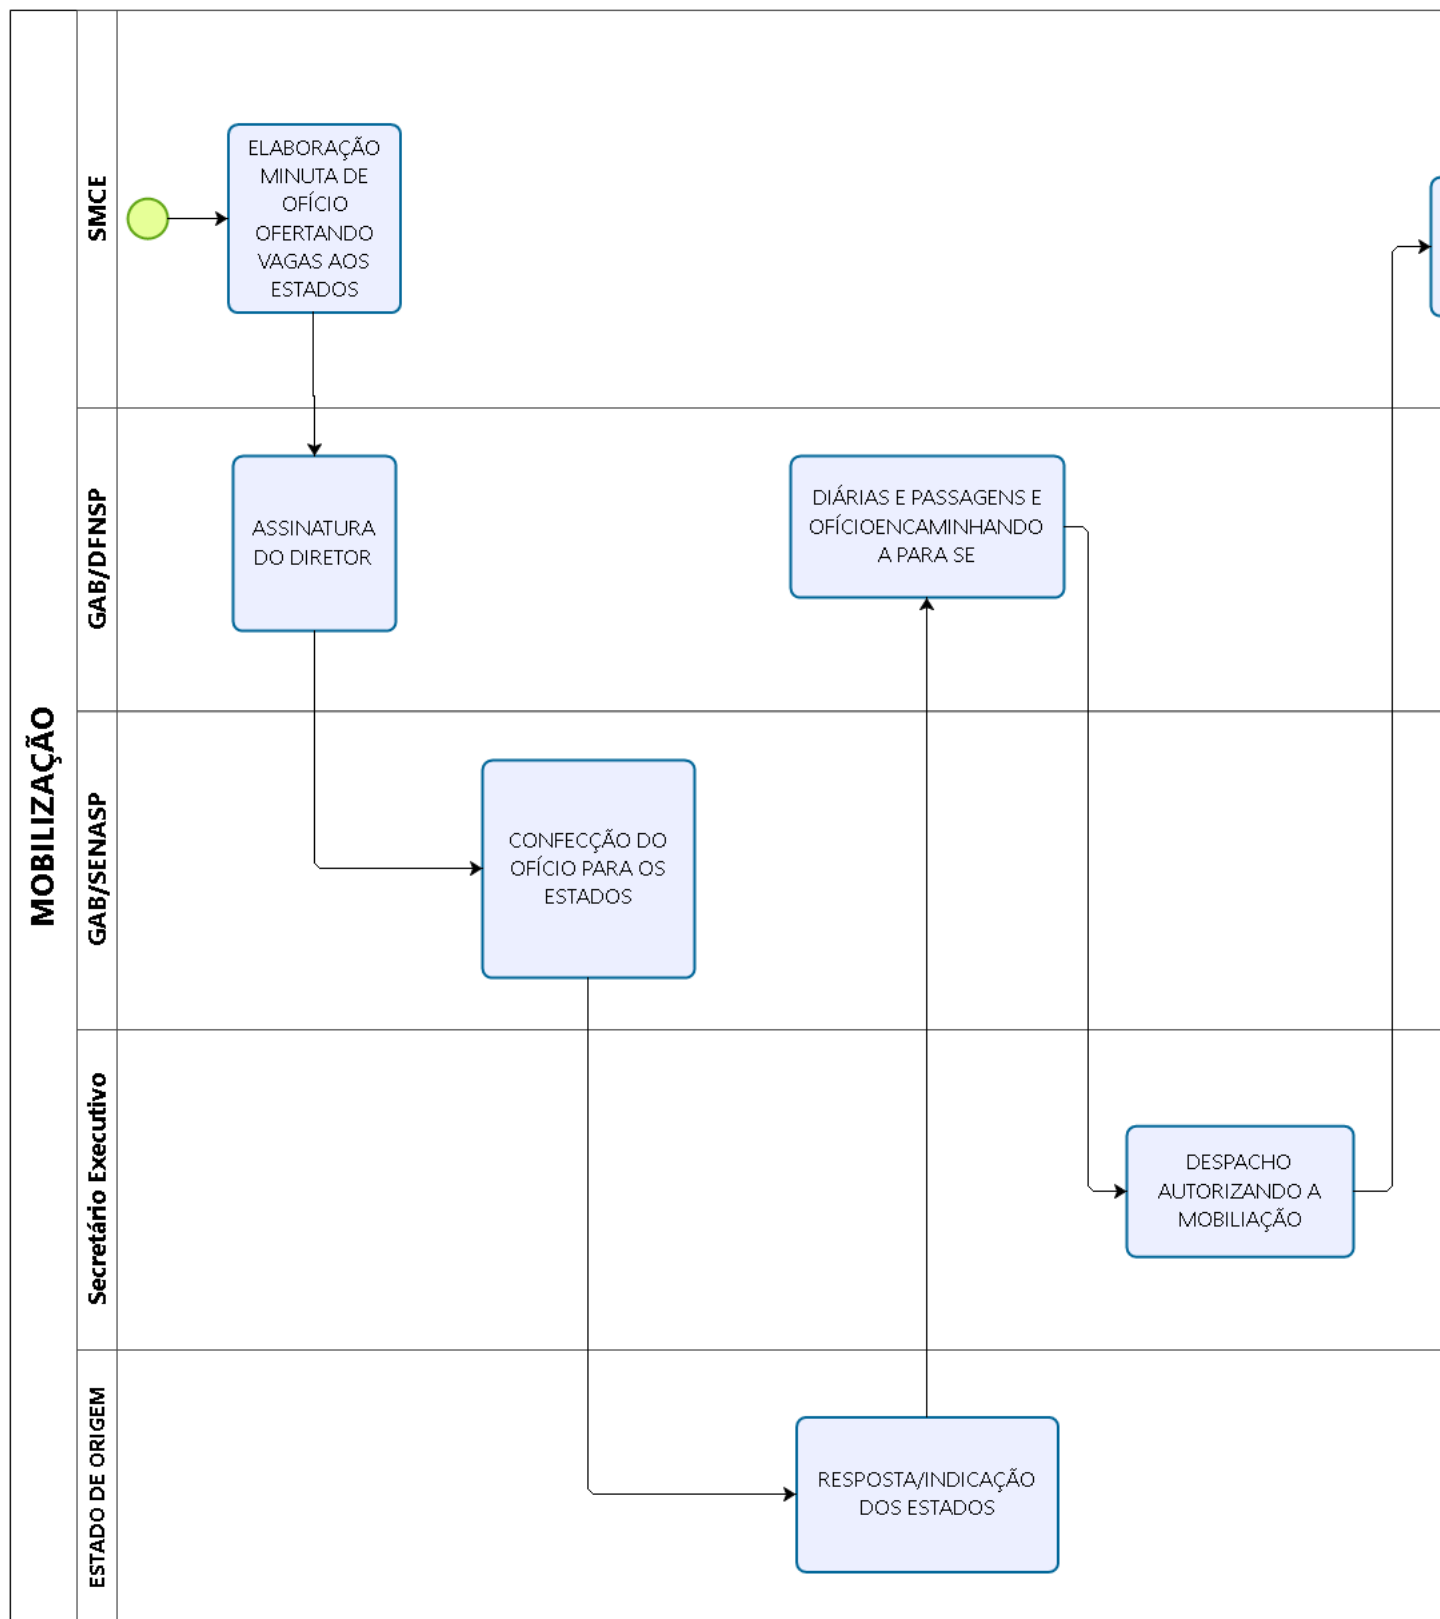 MOBILIZAÇÃO
SMCE
ELABORAÇÃO
MINUTA DE
OFÍCIO
OFERTANDO
VAGAS AOS
ESTADOS
GAB/DFNSP
ASSINATURA
DO DIRETOR
DIÁRIAS E PASSAGENS E
OFÍCIOENCAMINHANDO
A PARA SE
GAB/SENASP
CONFECÇÃO DO
OFÍCIO PARA OS
ESTADOS
Secretário Executivo
DESPACHO
AUTORIZANDO A
MOBILIAÇÃO
ESTADO DE ORIGEM
RESPOSTA/INDICAÇÃO
DOS ESTADOS